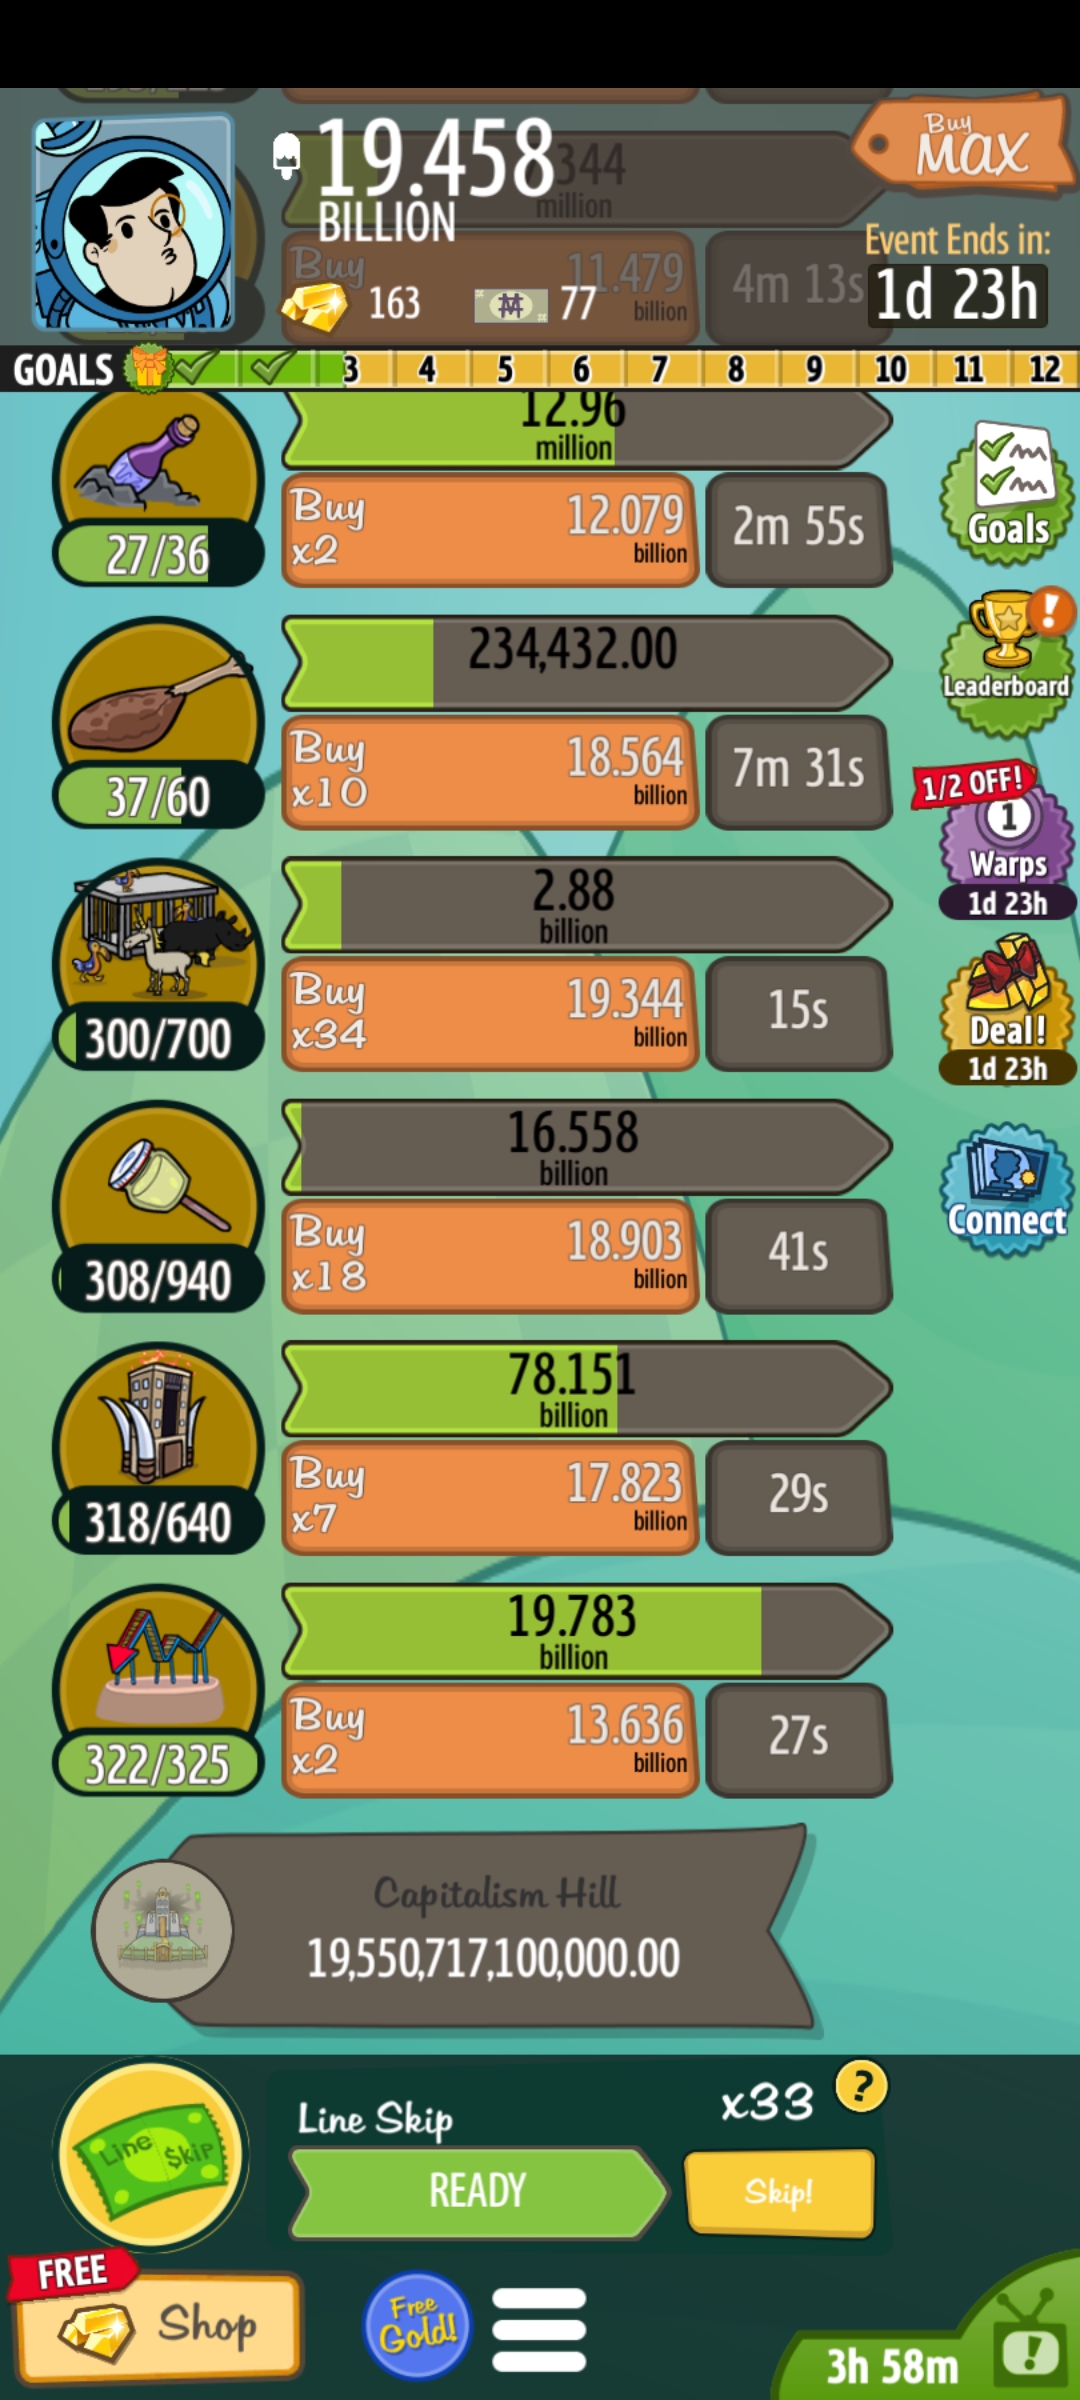 19.458
BILLION
344
million
Buy
11.479
billion
4m 13s
163
77
Buy
MAX
Event Ends in:
1d 23h
GOALS 3 4 5 6 7 8 9 10 11 12
12.96
million
27/36
Buy
x2
12.079
billion
2m 55s
Goals
234,432.00
37/60
Buy
x10
18.564
billion
7m 31s
Leaderboard
1/2 OFF!
1
Warps
1d 23h
2.88
billion
300/700
Buy
x34
19.344
billion
15s
Deal!
1d 23h
16.558
billion
308/940
Buy
x18
18.903
billion
41s
Connect
78.151
billion
318/640
Buy
x7
17.823
billion
29s
19.783
billion
322/325
Buy
x2
13.636
billion
27s
Capitalism Hill
19,550,717,100,000.00
Line $kip
Line Skip
x33
?
READY
Skip!
FREE
Shop
Free
Gold!
3h 58m